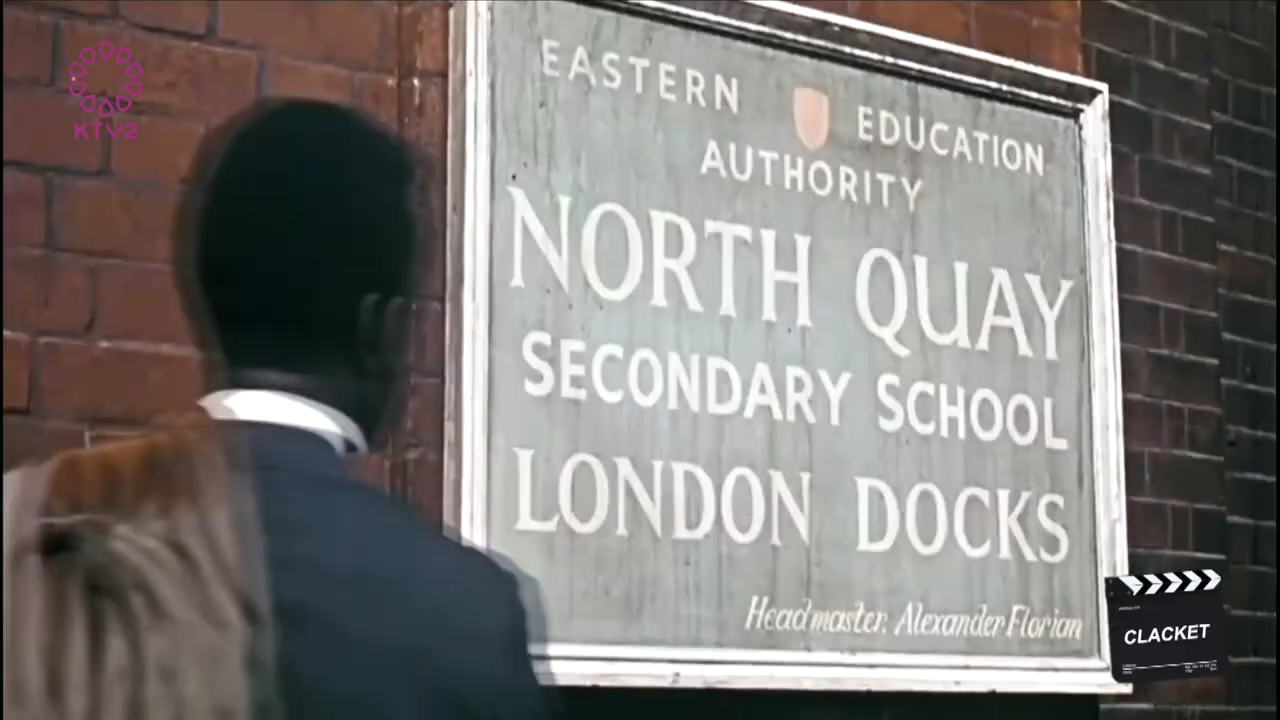 KTV2
EASTERN EDUCATION
AUTHORITY
NORTH QUAY
SECONDARY SCHOOL
LONDON DOCKS
Headmaster. Alexander Florian
CLACKET